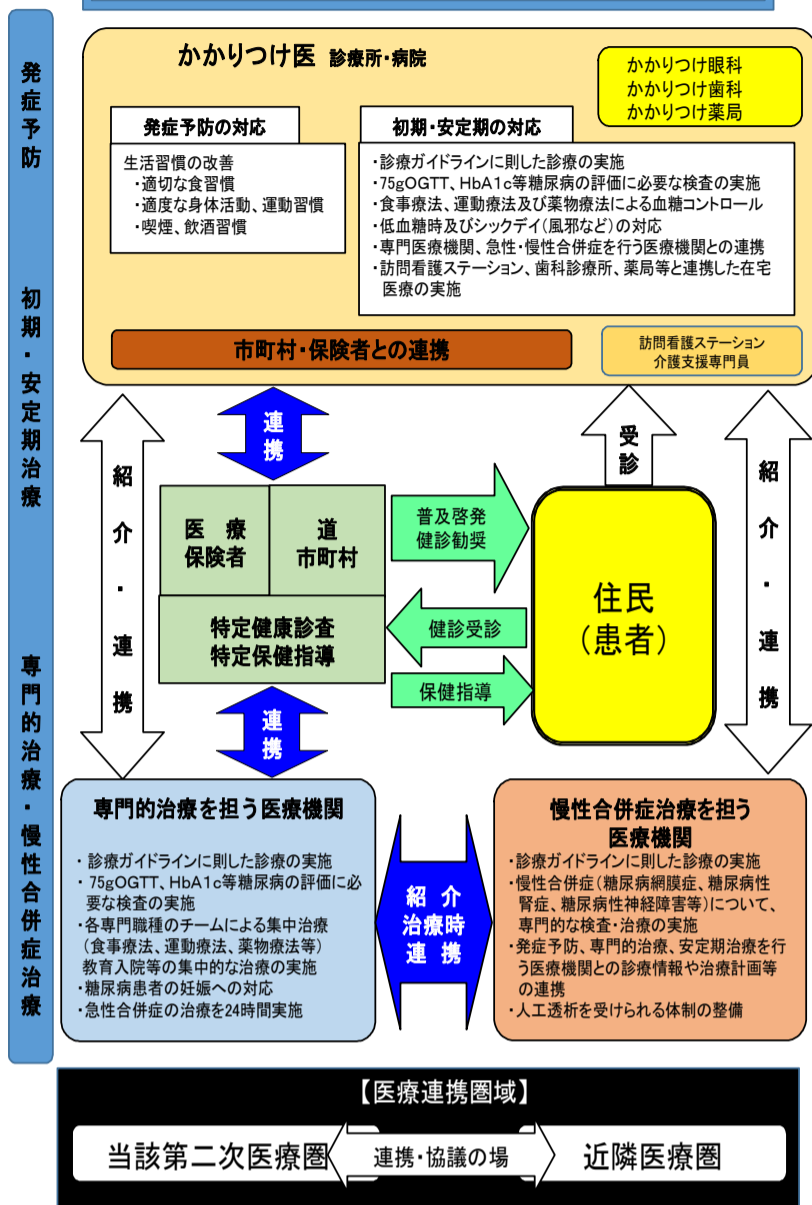 発症予防
初期・安定期治療
専門的治療・慢性合併症治療
かかりつけ医 診療所・病院
かかりつけ眼科
かかりつけ歯科
かかりつけ薬局
発症予防の対応
生活習慣の改善
・適切な食習慣
・適度な身体活動、運動習慣
・喫煙、飲酒習慣
初期・安定期の対応
・診療ガイドラインに則した診療の実施
・75gOGTT、HbA1c等糖尿病の評価に必要な検査の実施
・食事療法、運動療法及び薬物療法による血糖コントロール
・低血糖時及びシックデイ(風邪など)の対応
・専門医療機関、急性・慢性合併症を行う医療機関との連携
・訪問看護ステーション、歯科診療所、薬局等と連携した在宅
医療の実施
市町村・保険者との連携
訪問看護ステーション
介護支援専門員
紹介・連携
連携
受診
紹介・連携
医療
保険者
道
市町村
特定健康診査
特定保健指導
普及啓発
健診勧奨
健診受診
保健指導
住民
(患者)
連携
専門的治療を担う医療機関
・診療ガイドラインに則した診療の実施
・75gOGTT、HbA1c等糖尿病の評価に必
要な検査の実施
・各専門職種のチームによる集中治療
(食事療法、運動療法、薬物療法等)
教育入院等の集中的な治療の実施
・糖尿病患者の妊娠への対応
・急性合併症の治療を24時間実施
紹介
治療時
連携
慢性合併症治療を担う
医療機関
・診療ガイドラインに則した診療の実施
・慢性合併症(糖尿病網膜症、糖尿病性
腎症、糖尿病性神経障害等)について、
専門的な検査・治療の実施
・発症予防、専門的治療、安定期治療を行
う医療機関との診療情報や治療計画等
の連携
・人工透析を受けられる体制の整備
【医療連携圏域】
当該第二次医療圏
連携・協議の場
近隣医療圏